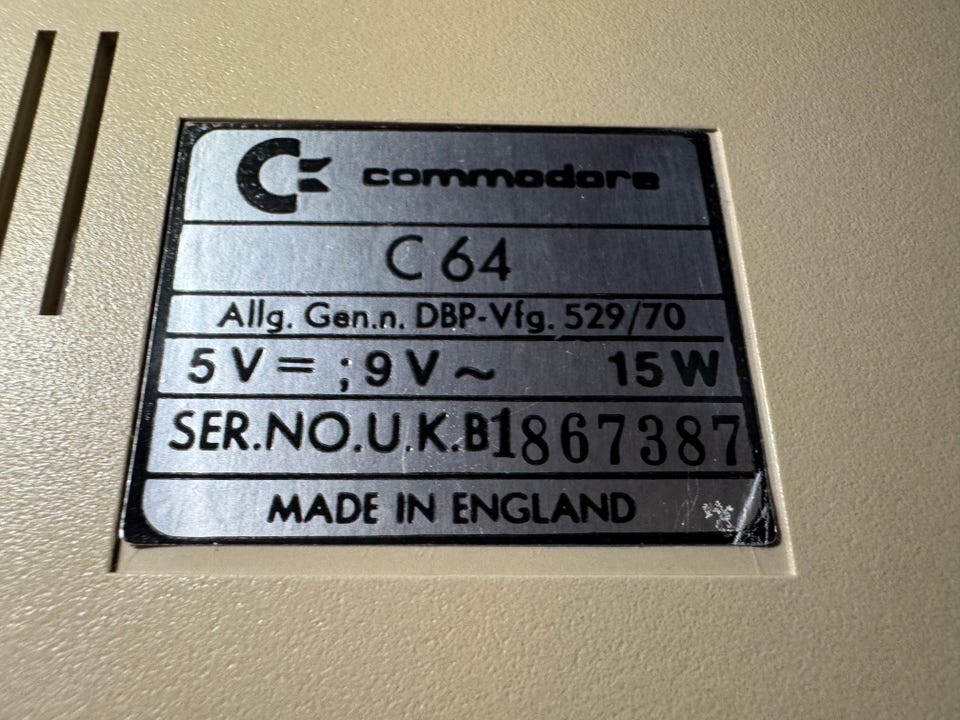 commodore
C 64
Allg. Gen.n. DBP-Vfg. 529/70
5 V = ; 9 V ~ 15 W
SER.NO.U.K.B1867387
MADE IN ENGLAND